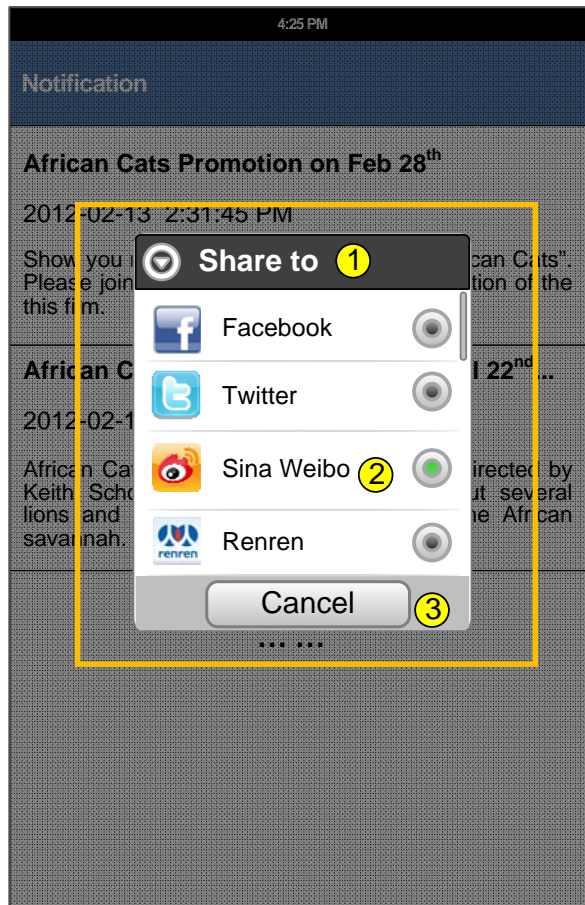 4:25 PM
Notification
African Cats Promotion on Feb 28th
2012-02-13 2:31:45 PM
Show you can Cats”.
Please join tion of the
this film.
Share to 1
Facebook
Twitter
Sina Weibo 2
renren Renren
Cancel 3
African C l 22nd...
2012-02-1
African Ca irected by
Keith Scho ut several
lions and he African
savannah.
... ...